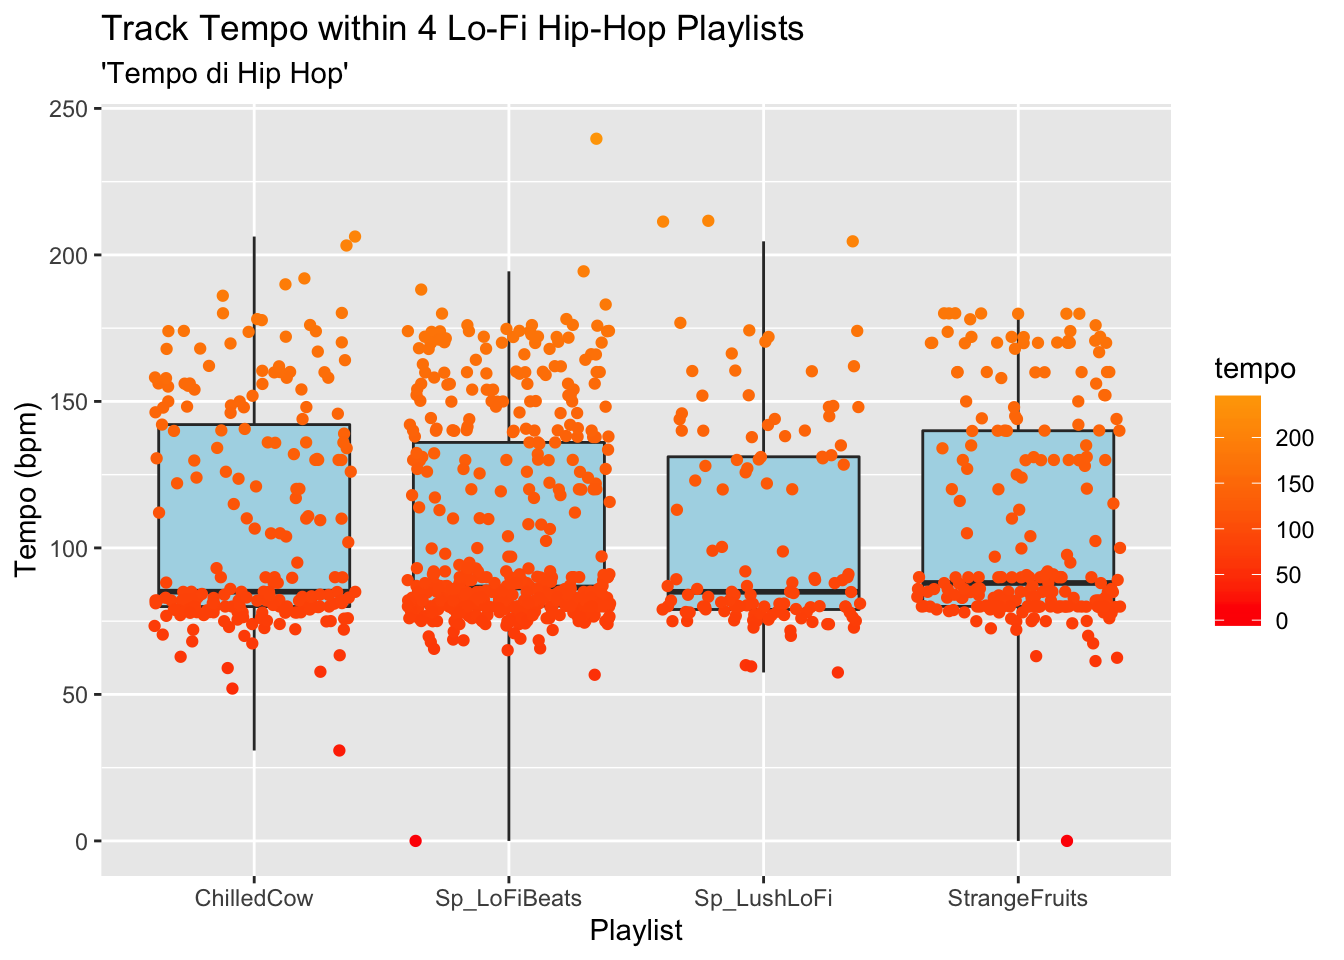 Track Tempo within 4 Lo-Fi Hip-Hop Playlists
'Tempo di Hip Hop'
250
200
150
100
50
0
Tempo (bpm)
ChilledCow
Sp_LoFiBeats
Sp_LushLoFi
StrangeFruits
Playlist
tempo
200
150
100
50
0